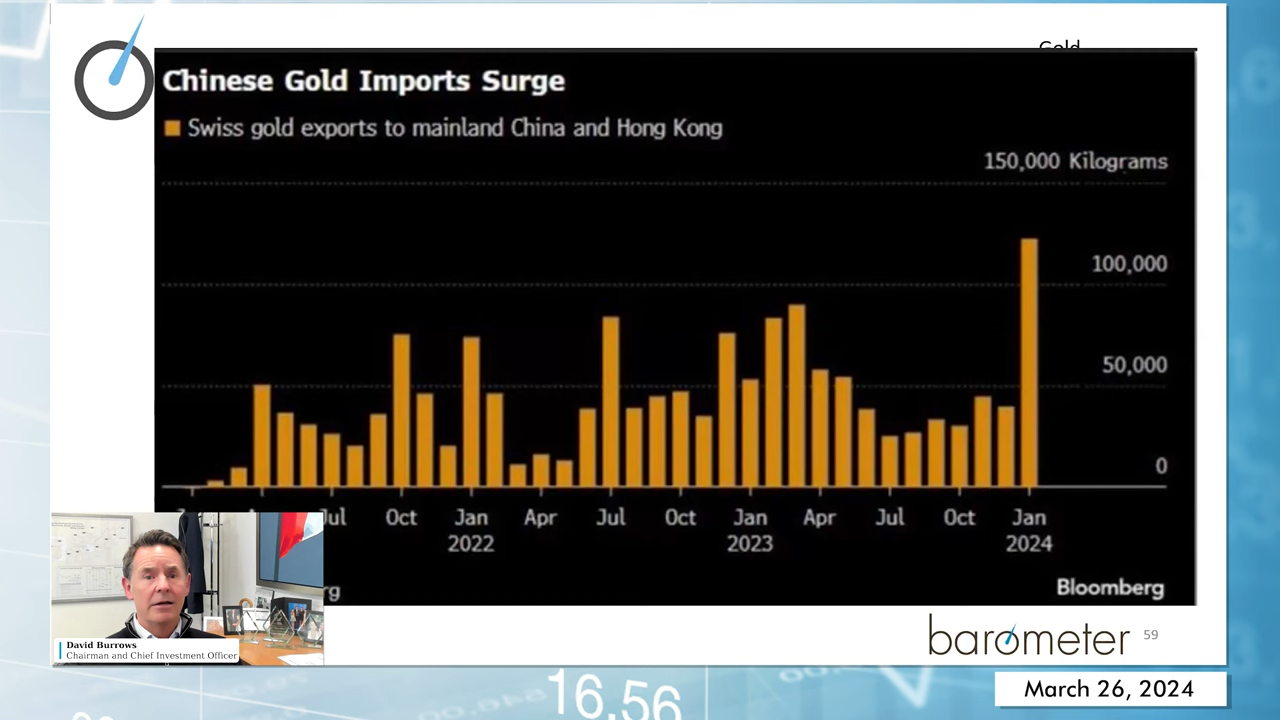 Gold
Chinese Gold Imports Surge
Swiss gold exports to mainland China and Hong Kong
150,000 Kilograms
100,000
50,000
0
Jul Oct Jan Apr Jul Oct Jan Apr Jul Oct Jan
2022 2023 2024
Bloomberg
David Burrows
Chairman and Chief Investment Officer
barometer 59
March 26, 2024
16,56